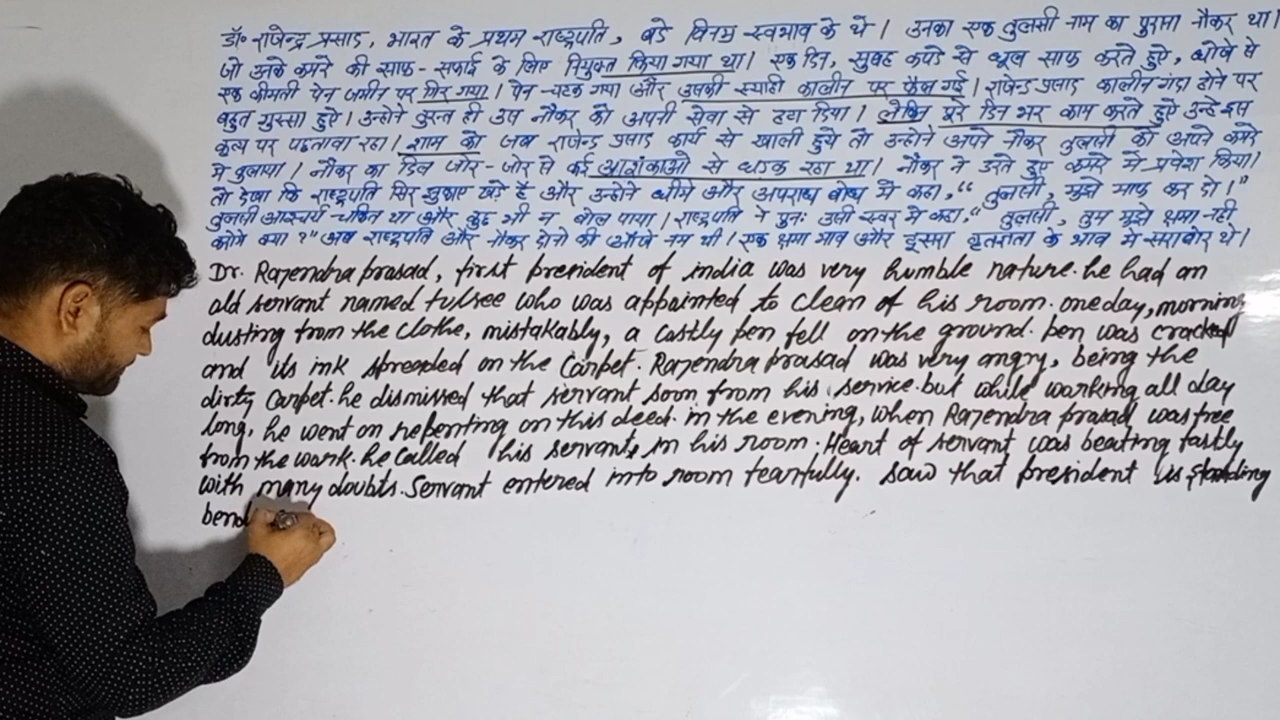 डॉ॰ राजेन्द्र प्रसाद, भारत के प्रथम राष्ट्रपति, बडे विनम्र स्वभाव के थे। उनका एक तुलसी नाम का पुराना नौकर था।
जो उनके कमरे की साफ-सफाई के लिए नियुक्त किया गया था। एक दिन, सुबह कपडे से धूल साफ करते हुए, धोखे से
एक कीमती पेन जमीन पर गिर गया। पेन चटक गया और उसकी स्याही कालीन पर फैल गई। राजेन्द्र प्रसाद कालीन गंदा होने पर
बहुत गुस्सा हुऐ। उन्होने तुरन्त ही उस नौकर को अपनी सेवा से हटा दिया। लेकिन पूरे दिन भर काम करते हुऐ उन्हे इस
कृत्य पर पछतावा रहा। शाम को जब राजेन्द्र प्रसाद कार्य से खाली हुये तो उन्होने अपने नौकर तुलसी को अपने कमरे
मे बुलाया। नौकर का दिल जोर-जोर से कई आशंकाओ से धडक रहा था। नौकर ने डरते हुए कमरे मे प्रवेश किया।
तो देखा कि राष्ट्रपति सिर झुकाए खडे है और उन्होने धीमे और अपराध बोध मे कहा, "तुलसी, मुझे माफ कर दो।"
तुलसी आश्चर्य चकित था और कुछ भी न बोल पाया। राष्ट्रपति ने पुनः उसी स्वर मे कहा, "तुलसी, तुम मुझे क्षमा नही
करोगे क्या?" अब राष्ट्रपति और नौकर दोनो की आँखे नम थी। एक क्षमा भाव और दूसरा कृतज्ञता के भाव मे सराबोर थे।
Dr. Rajendra prasad, first president of india was very humble nature. he had an
old servant named tulsee who was appainted to clean of his room. oneday, morning
dusting from the clothe, mistakably, a costly pen fell on the ground. pen was cracked
and its ink spreaded on the Carpet. Rajendra prasad was very angry, being the
dirty Carpet. he dismissed that servant soon from his service. but while working all day
long, he went on repenting on this deed. in the evening, when Rajendra prasad was free
from the work. he called his servant, in his room. Heart of servant was beating fastly
with many doubts. Servant entered into room fearfully. saw that president is standing
bend